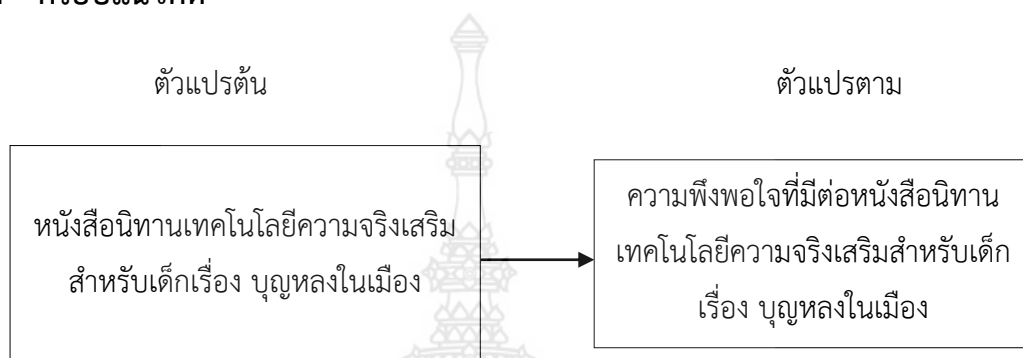 ตัวแปรต้น
ตัวแปรตาม
หนังสือนิทานเทคโนโลยีความจริงเสริม
สำหรับเด็กเรื่อง บุญหลงในเมือง
ความพึงพอใจที่มีต่อหนังสือนิทาน
เทคโนโลยีความจริงเสริมสำหรับเด็ก
เรื่อง บุญหลงในเมือง